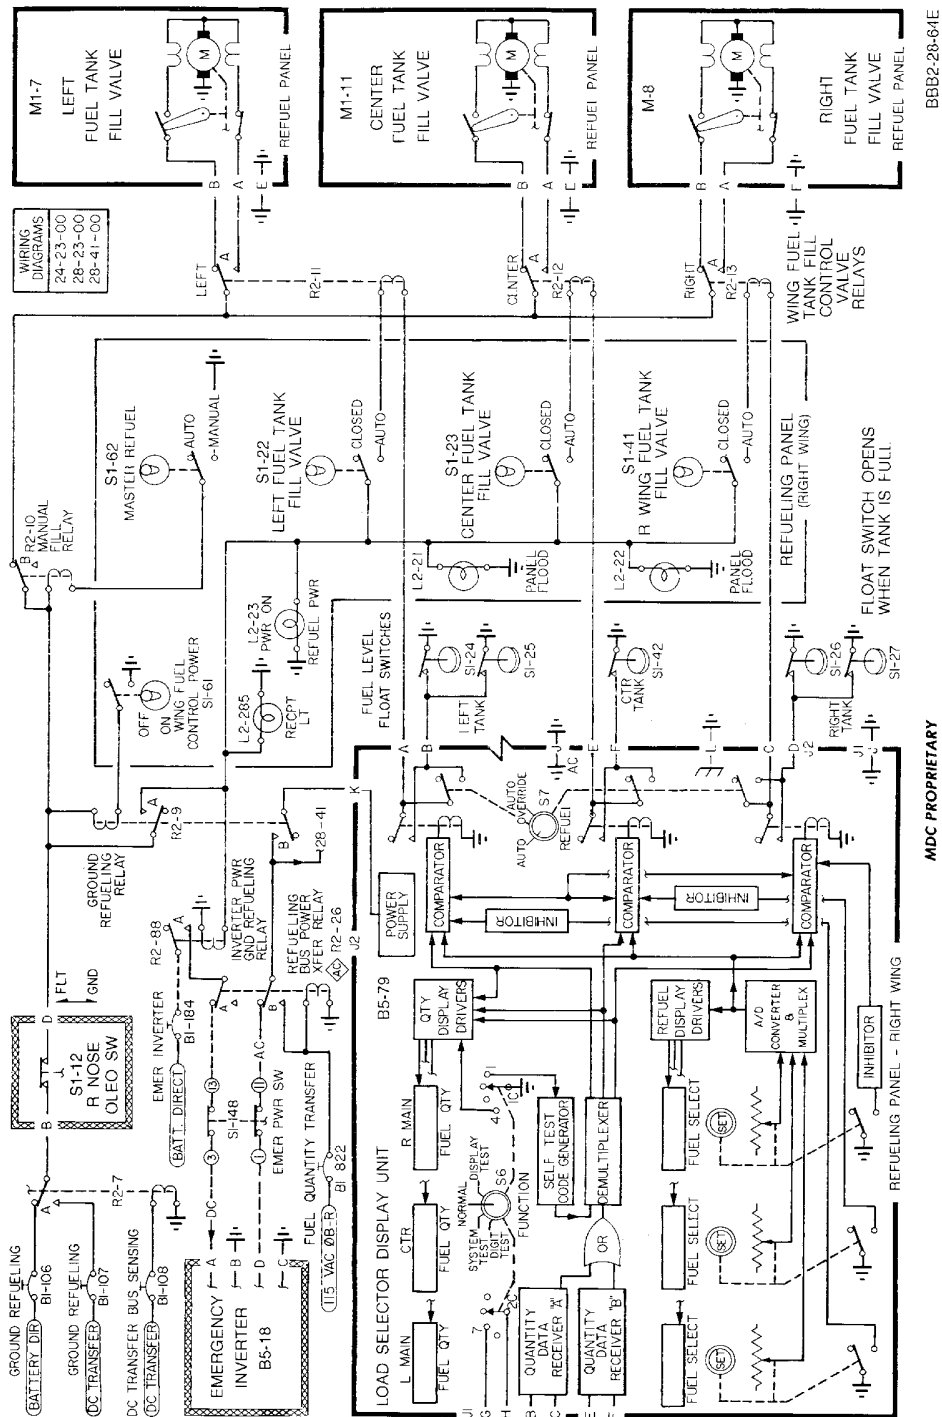 M1-7
LEFT
FUEL TANK
FILL VALVE
REFUEL PANEL
M1-11
CENTER
FUEL TANK
FILL VALVE
REFUEL PANEL
M-8
RIGHT
FUEL TANK
FILL VALVE
REFUEL PANEL
BBB2-28-64E
M
M
M
B
A
E
B
A
E
B
A
WIRING
DIAGRAMS
24-23-00
28-23-00
28-41-00
LEFT
A
R2-11
CENTER
A
R2-12
RIGHT
A
R2-13
WING FUEL
TANK FILL
CONTROL
VALVE
RELAYS
R2-10
MANUAL
FILL
RELAY
B
A
S1-62
MASTER REFUEL
AUTO
MANUAL
S1-22
LEFT FUEL TANK
FILL VALVE
CLOSED
AUTO
S1-23
CENTER FUEL TANK
FILL VALVE
CLOSED
AUTO
S1-41
R WING FUEL TANK
FILL VALVE
CLOSED
AUTO
REFUELING PANEL
(RIGHT WING)
L2-21
PANEL
FLOOD
L2-22
PANEL
FLOOD
L2-23
PWR ON
REFUEL PWR
L2-285
RECPT
LT
OFF
ON
WING FUEL
CONTROL POWER
S1-61
FUEL LEVEL
FLOAT SWITCHES
S1-24
S1-25
LEFT
TANK
CTR
TANK
S1-42
S1-26
S1-27
RIGHT
TANK
FLOAT SWITCH OPENS
WHEN TANK IS FULL
GROUND
REFUELING
RELAY
A
R2-9
B
28-41
K
R2-88
A
INVERTER PWR
GND REFUELING
RELAY
REFUELING
BUS POWER
XFER RELAY
AC
R2-26
A
B
FLT
GND
D
S1-12
R NOSE
OLEO SW
B
EMER INVERTER
B1-184
BATT. DIRECT
A
R2-7
GROUND REFUELING
B1-106
BATTERY DIR
GROUND REFUELING
B1-107
DC TRANSFER
DC TRANSFER BUS SENSING
B1-108
DC TRANSFER
EMERGENCY
INVERTER
B5-18
A
B
D
C
DC
3
S1-148
13
1
AC
11
EMER PWR SW
FUEL QUANTITY TRANSFER
B1 822
115 VAC ØB-R
J2
B5-79
LOAD SELECTOR DISPLAY UNIT
POWER
SUPPLY
COMPARATOR
COMPARATOR
COMPARATOR
INHIBITOR
INHIBITOR
INHIBITOR
AUTO
AUTO
OVERRIDE
S7
REFUEL
A
B
J
AC
E
F
L
C
D
J2
J1
J
QTY
DISPLAY
DRIVERS
REFUEL
DISPLAY
DRIVERS
A/D
CONVERTER
&
MULTIPLEX
L MAIN
CTR
R MAIN
FUEL QTY
FUEL QTY
FUEL QTY
SYSTEM
TEST
DIGIT
TEST
NORMAL
DISPLAY
TEST
S6
FUNCTION
1
4
1C
7
2C
SELF TEST
CODE GENERATOR
DEMULTIPLEXER
OR
QUANTITY
DATA
RECEIVER "A"
QUANTITY
DATA
RECEIVER "B"
J1
G
H
B
C
E
F
FUEL SELECT
FUEL SELECT
FUEL SELECT
SET
SET
SET
REFUELING PANEL - RIGHT WING
MDC PROPRIETARY